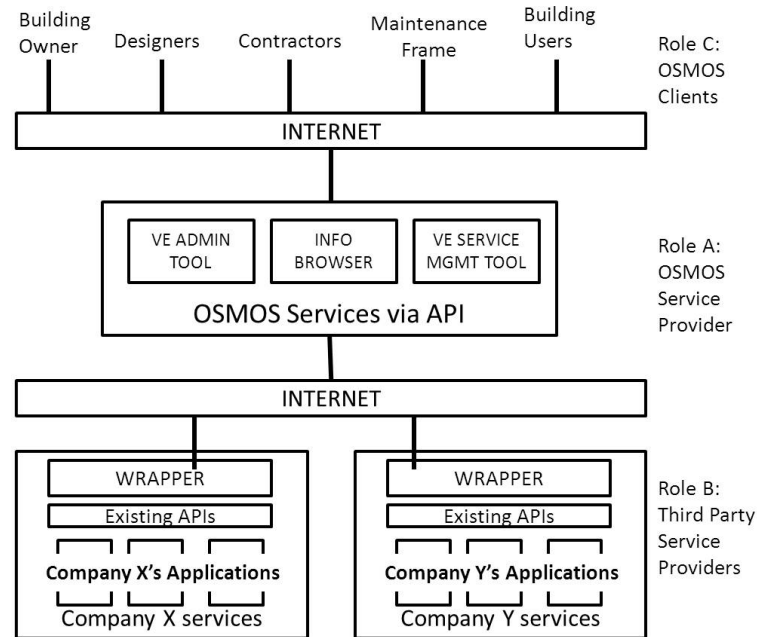 Building
Owner
Designers
Contractors
Maintenance
Frame
Building
Users
Role C:
OSMOS
Clients
INTERNET
VE ADMIN
TOOL
INFO
BROWSER
VE SERVICE
MGMT TOOL
OSMOS Services via API
Role A:
OSMOS
Service
Provider
INTERNET
WRAPPER
Existing APIs
Company X's Applications
Company X services
WRAPPER
Existing APIs
Company Y's Applications
Company Y services
Role B:
Third Party
Service
Providers